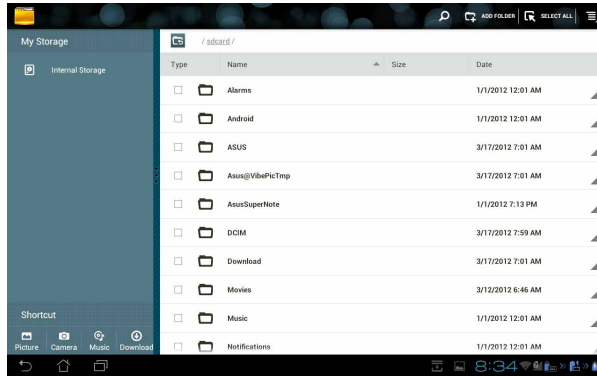 ADD FOLDER SELECT ALL
My Storage
/ sdcard /
Internal Storage
Type Name Size Date
Alarms 1/1/2012 12:01 AM
Android 1/1/2012 12:01 AM
ASUS 3/17/2012 7:01 AM
Asus@VibePicTmp 3/17/2012 7:01 AM
AsusSuperNote 1/1/2012 7:13 PM
DCIM 3/17/2012 7:59 AM
Download 3/17/2012 7:01 AM
Movies 3/12/2012 6:46 AM
Music 1/1/2012 12:01 AM
Notifications 1/1/2012 12:01 AM
Shortcut
Picture Camera Music Download
8:34